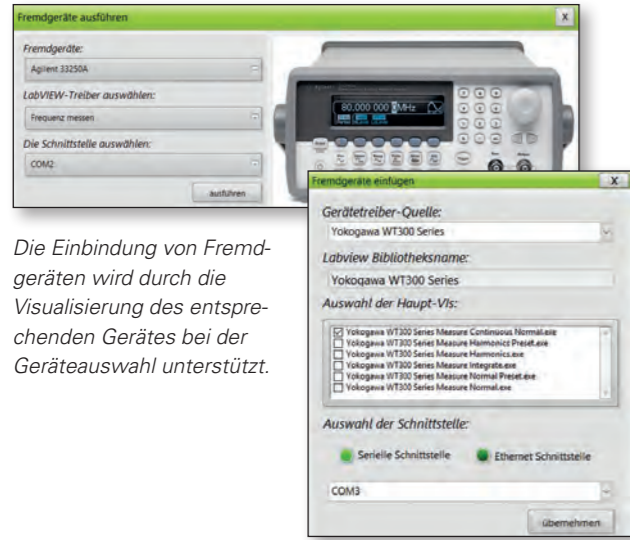 Fremdgeräte ausführen
X
Fremdgeräte:
Agilent 33250A
LabVIEW-Treiber auswählen:
Frequenz messen
Die Schnittstelle auswählen:
COM2
ausführen
80.000 000 0MHz
Fremdgeräte einfügen
X
Gerätetreiber-Quelle:
Yokogawa WT300 Series
Labview Bibliotheksname:
Yokogawa WT300 Series
Auswahl der Haupt-VIs:
Yokogawa WT300 Series Measure Continuous Normal.exe
Yokogawa WT300 Series Measure Harmonics Preset.exe
Yokogawa WT300 Series Measure Harmonics.exe
Yokogawa WT300 Series Measure Integrate.exe
Yokogawa WT300 Series Measure Normal Preset.exe
Yokogawa WT300 Series Measure Normal.exe
Auswahl der Schnittstelle:
Serielle Schnittstelle Ethernet Schnittstelle
COM3
übernehmen
Die Einbindung von Fremd-
geräten wird durch die
Visualisierung des entspre-
chenden Gerätes bei der
Geräteauswahl unterstützt.